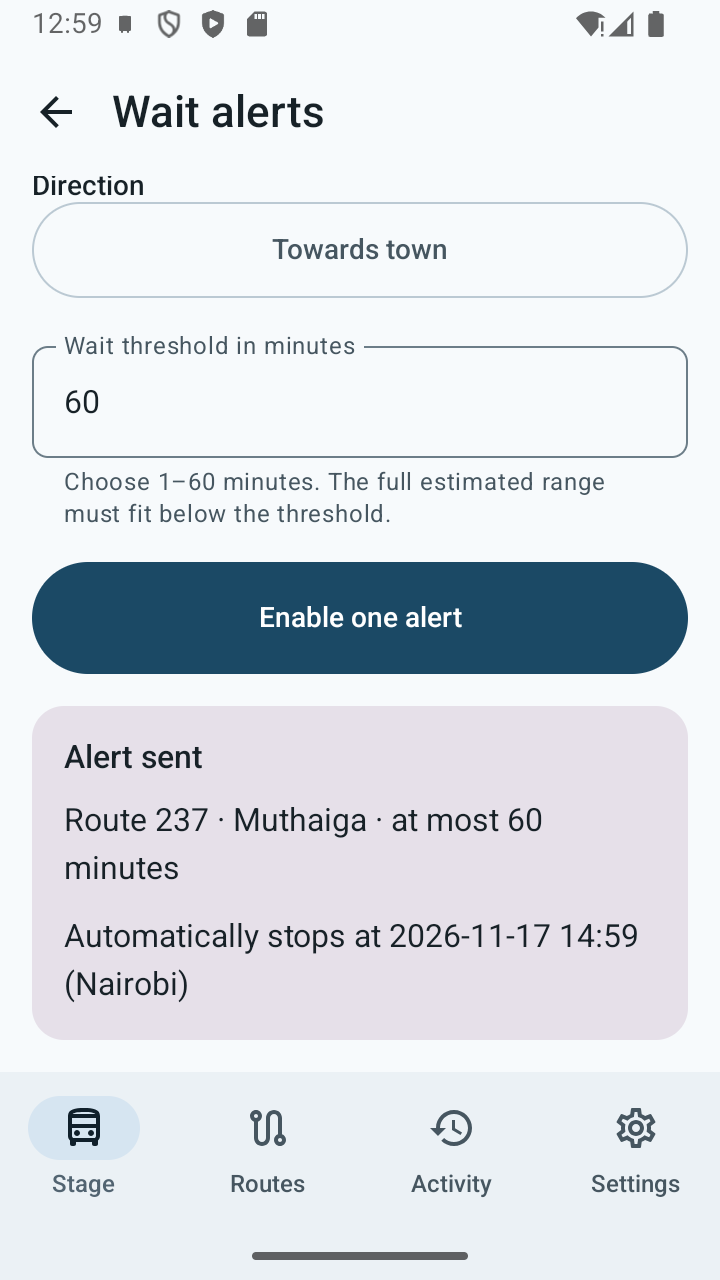 12:59
Wait alerts
Direction
Towards town
Wait threshold in minutes
60
Choose 1–60 minutes. The full estimated range
must fit below the threshold.
Enable one alert
Alert sent
Route 237 · Muthaiga · at most 60
minutes
Automatically stops at 2026-11-17 14:59
(Nairobi)
Stage
Routes
Activity
Settings